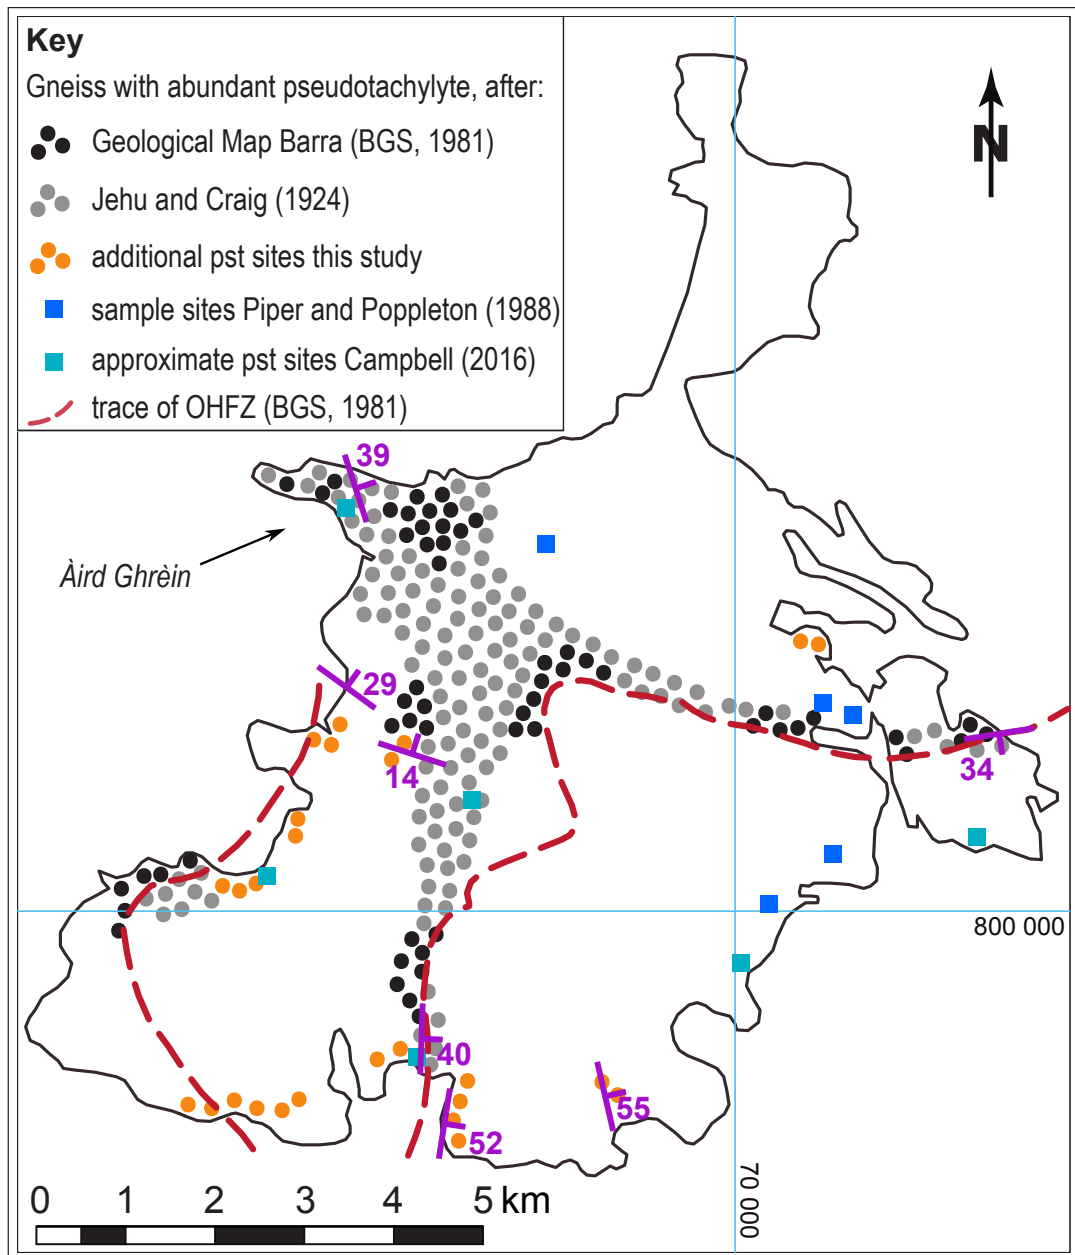 Key
Gneiss with abundant pseudotachylyte, after:
Geological Map Barra (BGS, 1981)
Jehu and Craig (1924)
additional pst sites this study
sample sites Piper and Poppleton (1988)
approximate pst sites Campbell (2016)
trace of OHFZ (BGS, 1981)
N
39
Àird Ghrèin
29
14
34
800 000
40
55
52
70 000
0 1 2 3 4 5 km